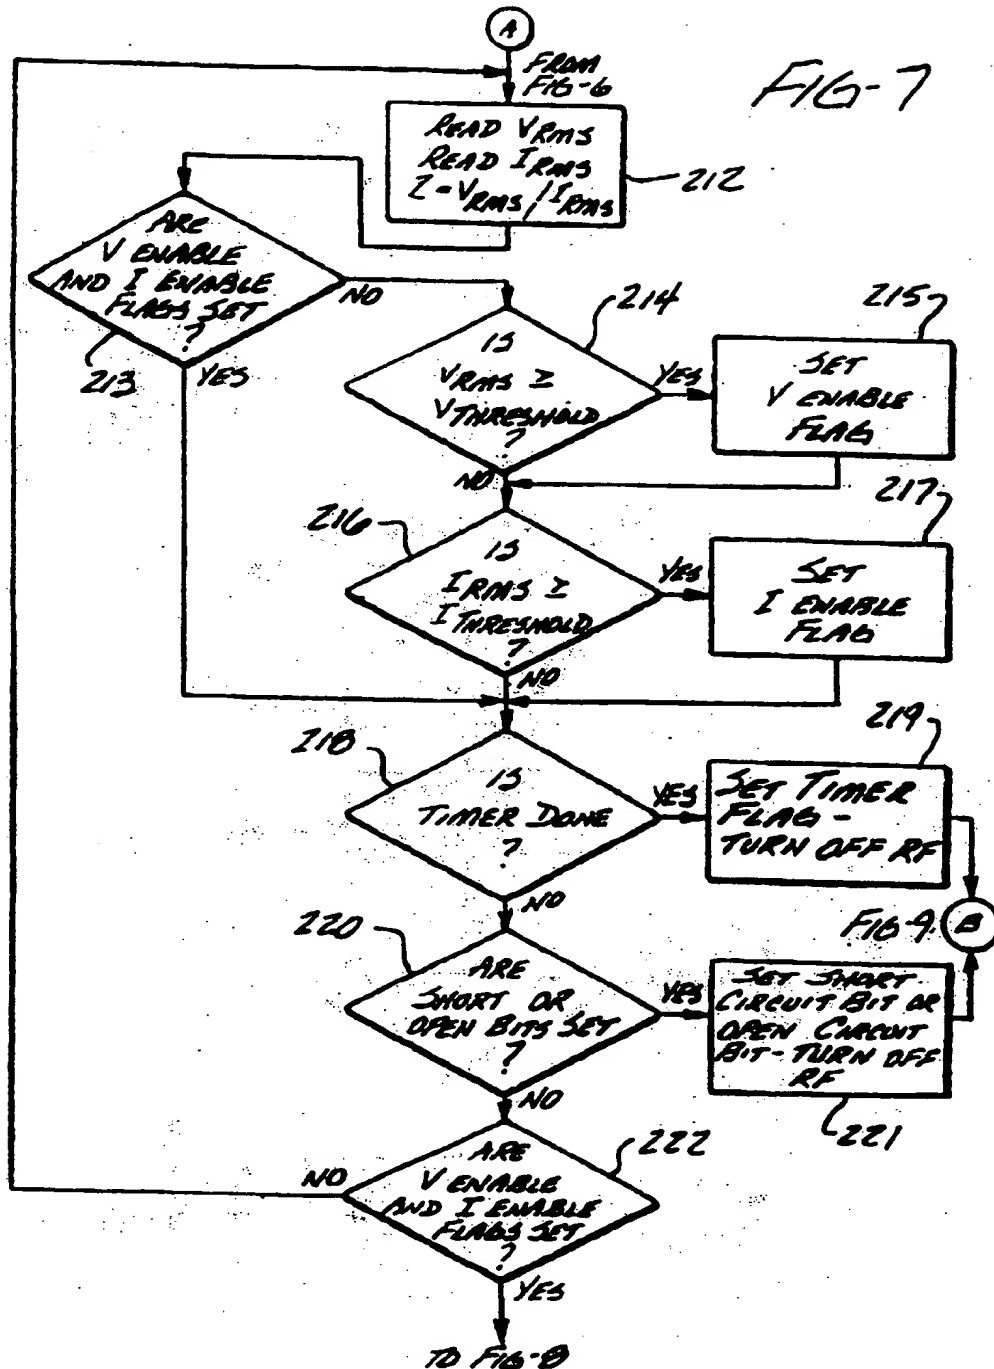 A
FROM
FIG-6
FIG-7
READ VRMS
READ IRMS
Z=VRMS/IRMS
212
ARE
V ENABLE
AND I ENABLE
FLAGS SET
?
213
NO
YES
IS
VRMS ≥
VTHRESHOLD
?
214
YES
NO
215
SET
V ENABLE
FLAG
216
IS
IRMS ≥
ITHRESHOLD
?
YES
NO
217
SET
I ENABLE
FLAG
218
IS
TIMER DONE
?
YES
NO
219
SET TIMER
FLAG -
TURN OFF RF
FIG-9
B
220
ARE
SHORT OR
OPEN BITS SET
?
YES
NO
SET SHORT
CIRCUIT BIT OR
OPEN CIRCUIT
BIT-TURN OFF
RF
221
222
ARE
V ENABLE
AND I ENABLE
FLAGS SET
?
NO
YES
TO FIG-8